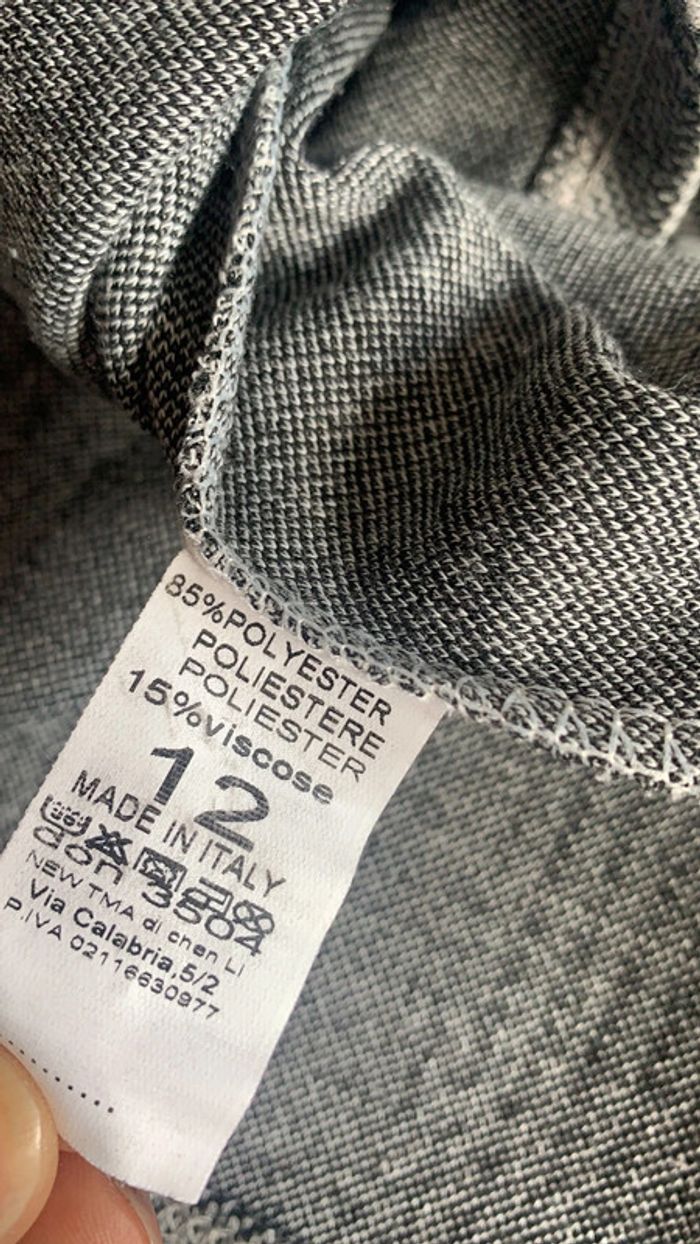 85%POLYESTER
POLIESTERE
POLIESTER
15%viscose
12
MADE IN ITALY
don 3504
NEW TMA di chen Li
Via Calabria,5/2
P.IVA 02116630977